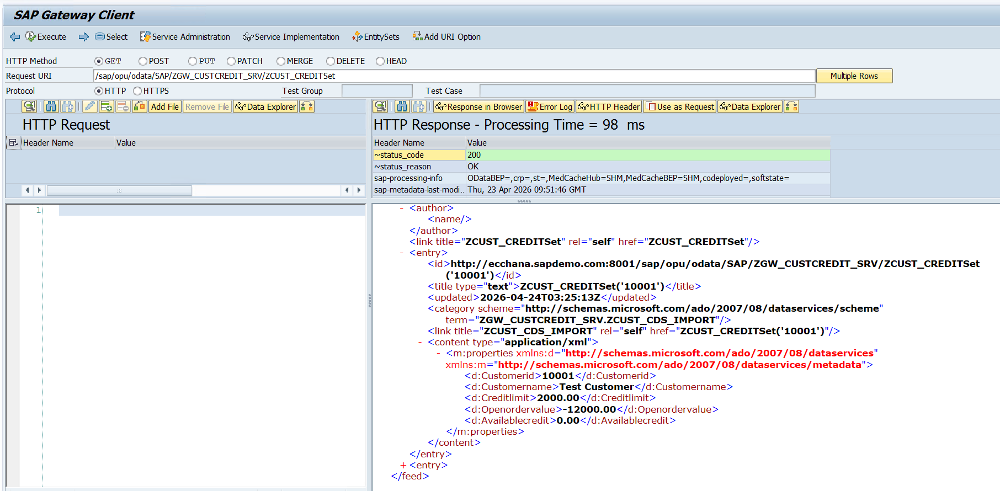 SAP Gateway Client
Execute Select Service Administration Service Implementation EntitySets Add URI Option
HTTP Method GET POST PUT PATCH MERGE DELETE HEAD
Request URI /sap/opu/odata/SAP/ZGW_CUSTCREDIT_SRV/ZCUST_CREDITSet Multiple Rows
Protocol HTTP HTTPS Test Group Test Case
Add File Remove File Data Explorer
HTTP Request
Header Name Value
1
Response in Browser Error Log HTTP Header Use as Request Data Explorer
HTTP Response - Processing Time = 98 ms
Header Name Value
~status_code 200
~status_reason OK
sap-processing-info ODataBEP=,crp=,st=,MedCacheHub=SHM,MedCacheBEP=SHM,codeployed=,softstate=
sap-metadata-last-modi... Thu, 23 Apr 2026 09:51:46 GMT
- <author>
<name/>
</author>
<link title="ZCUST_CREDITSet" rel="self" href="ZCUST_CREDITSet"/>
- <entry>
<id>http://ecchana.sapdemo.com:8001/sap/opu/odata/SAP/ZGW_CUSTCREDIT_SRV/ZCUST_CREDITSet
('10001')</id>
<title type="text">ZCUST_CREDITSet('10001')</title>
<updated>2026-04-24T03:25:13Z</updated>
<category scheme="http://schemas.microsoft.com/ado/2007/08/dataservices/scheme"
term="ZGW_CUSTCREDIT_SRV.ZCUST_CDS_IMPORT"/>
<link title="ZCUST_CDS_IMPORT" rel="self" href="ZCUST_CREDITSet('10001')"/>
- <content type="application/xml">
- <m:properties xmlns:d="http://schemas.microsoft.com/ado/2007/08/dataservices"
xmlns:m="http://schemas.microsoft.com/ado/2007/08/dataservices/metadata">
<d:Customerid>10001</d:Customerid>
<d:Customername>Test Customer</d:Customername>
<d:Creditlimit>2000.00</d:Creditlimit>
<d:Openordervalue>-12000.00</d:Openordervalue>
<d:Availablecredit>0.00</d:Availablecredit>
</m:properties>
</content>
</entry>
+ <entry>
</feed>